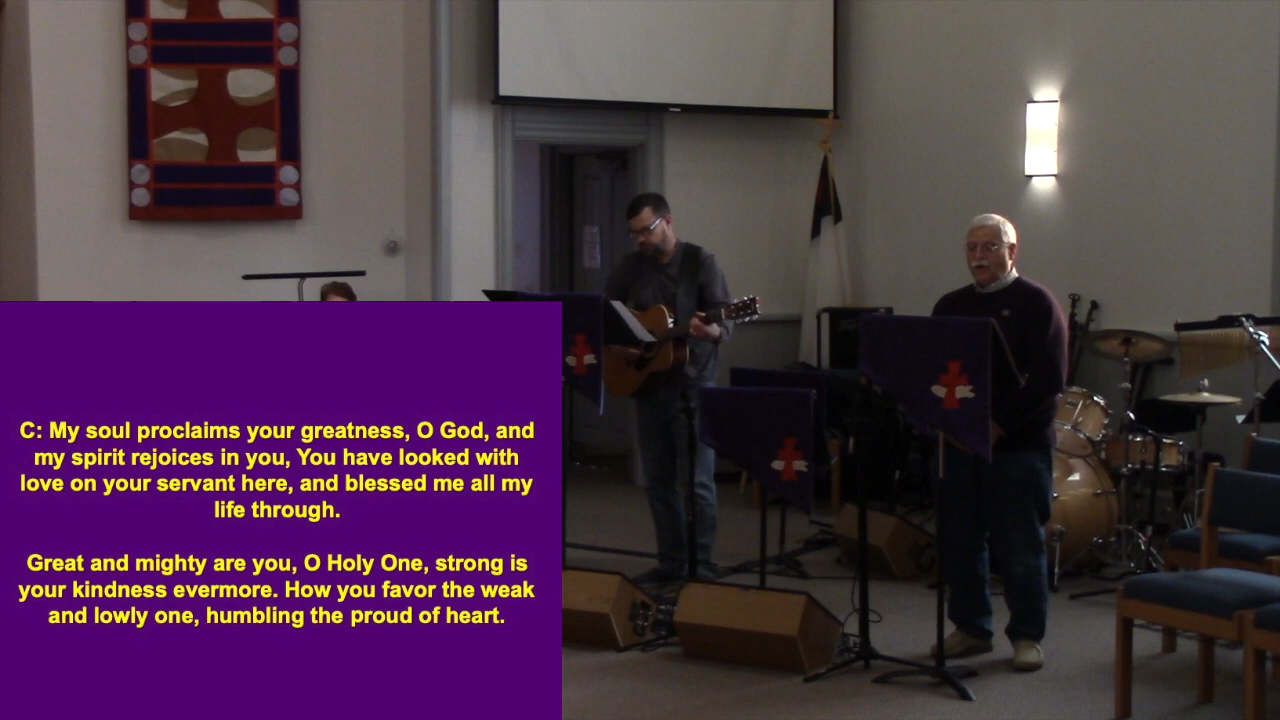 C: My soul proclaims your greatness, O God, and
my spirit rejoices in you, You have looked with
love on your servant here, and blessed me all my
life through.
Great and mighty are you, O Holy One, strong is
your kindness evermore. How you favor the weak
and lowly one, humbling the proud of heart.